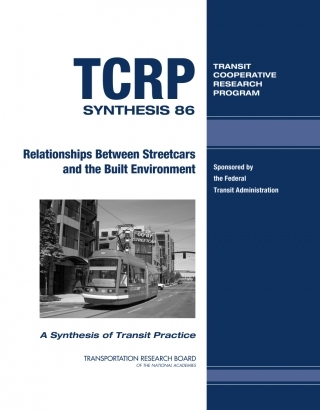 TCRP
SYNTHESIS 86
TRANSIT
COOPERATIVE
RESEARCH
PROGRAM
Relationships Between Streetcars
and the Built Environment
Sponsored by
the Federal
Transit Administration
A Synthesis of Transit Practice
TRANSPORTATION RESEARCH BOARD
OF THE NATIONAL ACADEMIES